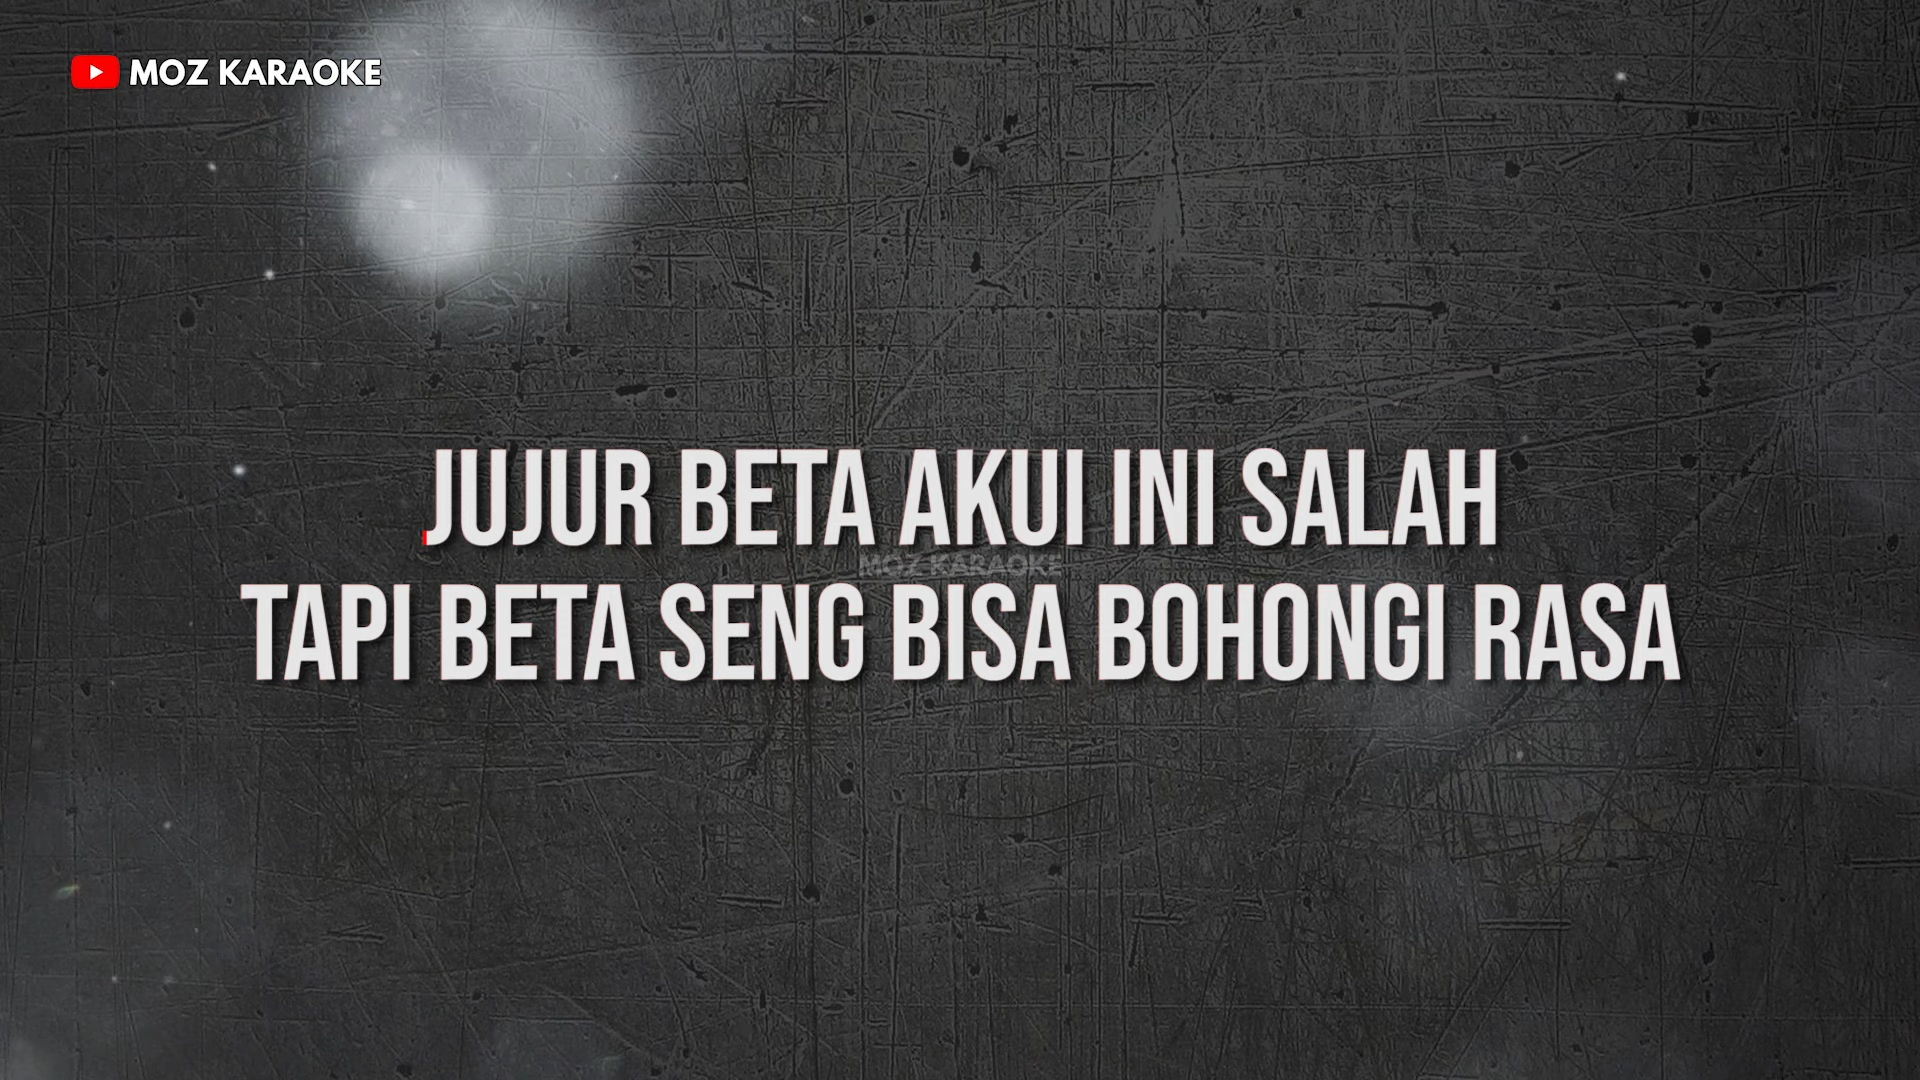 MOZ KARAOKE
JUJUR BETA AKUI INI SALAH
MOZ KARAOKE
TAPI BETA SENG BISA BOHONGI RASA